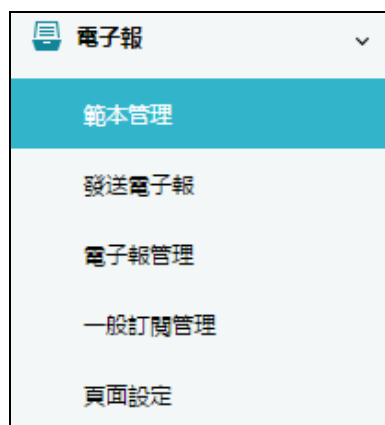 電子報
範本管理
發送電子報
電子報管理
一般訂閱管理
頁面設定